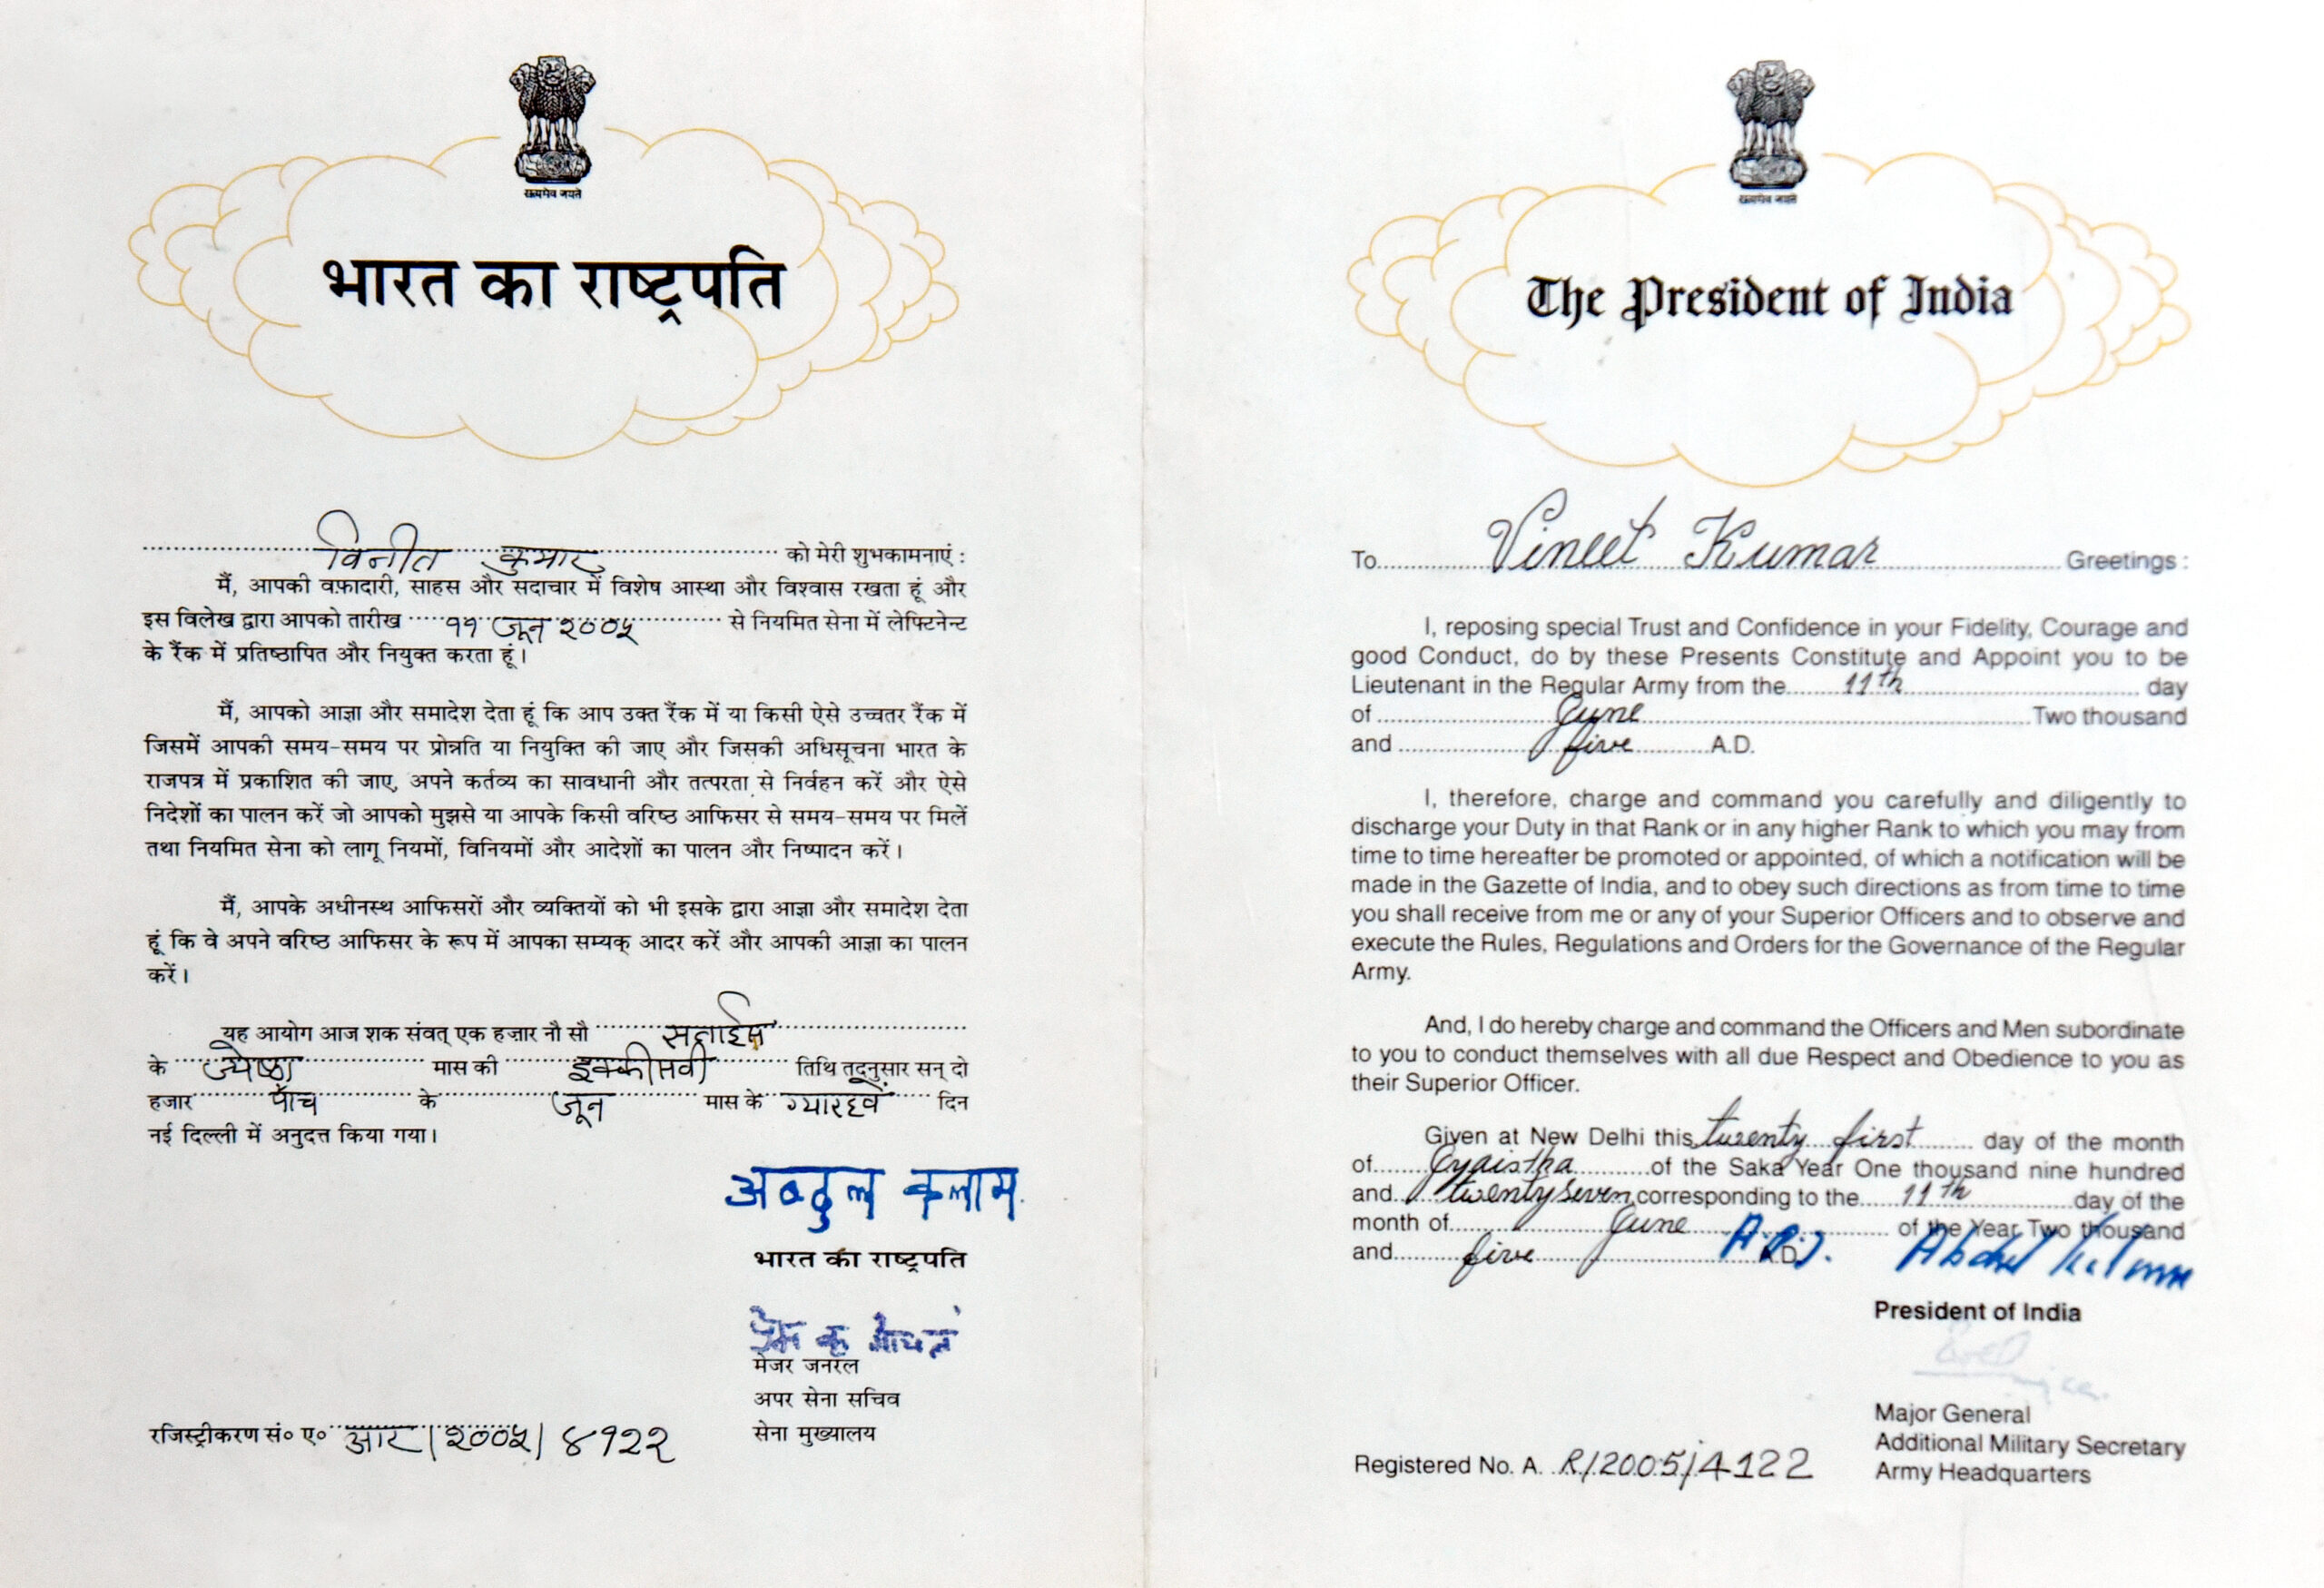 सत्यमेव जयते
भारत का राष्ट्रपति
विनीत कुमार को मेरी शुभकामनाएं :
मैं, आपकी वफ़ादारी, साहस और सदाचार में विशेष आस्था और विश्वास रखता हूं और
इस विलेख द्वारा आपको तारीख ११ जून २००५ से नियमित सेना में लेफ्टिनेन्ट
के रैंक में प्रतिष्ठापित और नियुक्त करता हूं।
मैं, आपको आज्ञा और समादेश देता हूं कि आप उक्त रैंक में या किसी ऐसे उच्चतर रैंक में
जिसमें आपकी समय-समय पर प्रोन्नति या नियुक्ति की जाए और जिसकी अधिसूचना भारत के
राजपत्र में प्रकाशित की जाए, अपने कर्तव्य का सावधानी और तत्परता से निर्वहन करें और ऐसे
निदेशों का पालन करें जो आपको मुझसे या आपके किसी वरिष्ठ आफिसर से समय-समय पर मिलें
तथा नियमित सेना को लागू नियमों, विनियमों और आदेशों का पालन और निष्पादन करें।
मैं, आपके अधीनस्थ आफिसरों और व्यक्तियों को भी इसके द्वारा आज्ञा और समादेश देता
हूं कि वे अपने वरिष्ठ आफिसर के रूप में आपका सम्यक् आदर करें और आपकी आज्ञा का पालन
करें।
यह आयोग आज शक संवत् एक हज़ार नौ सौ सताईस
के ज्येष्ठा मास की इक्कीसवी तिथि तद्नुसार सन् दो
हजार पाँच के जून मास के ग्यारहवें दिन
नई दिल्ली में अनुदत्त किया गया।
अबदुल कलाम
भारत का राष्ट्रपति
मेजर जनरल
अपर सेना सचिव
सेना मुख्यालय
रजिस्ट्रीकरण सं० ए० आर/२००५/४१२२
सत्यमेव जयते
The President of India
To Vineet Kumar Greetings :
I, reposing special Trust and Confidence in your Fidelity, Courage and
good Conduct, do by these Presents Constitute and Appoint you to be
Lieutenant in the Regular Army from the 11th day
of June Two thousand
and five A.D.
I, therefore, charge and command you carefully and diligently to
discharge your Duty in that Rank or in any higher Rank to which you may from
time to time hereafter be promoted or appointed, of which a notification will be
made in the Gazette of India, and to obey such directions as from time to time
you shall receive from me or any of your Superior Officers and to observe and
execute the Rules, Regulations and Orders for the Governance of the Regular
Army.
And, I do hereby charge and command the Officers and Men subordinate
to you to conduct themselves with all due Respect and Obedience to you as
their Superior Officer.
Given at New Delhi this twenty first day of the month
of Jyaistha of the Saka Year One thousand nine hundred
and twenty seven corresponding to the 11th day of the
month of June of the Year Two thousand
and five A.D.
A.P.J. Abdul Kalam
President of India
Major General
Additional Military Secretary
Army Headquarters
Registered No. A. R/2005/4122